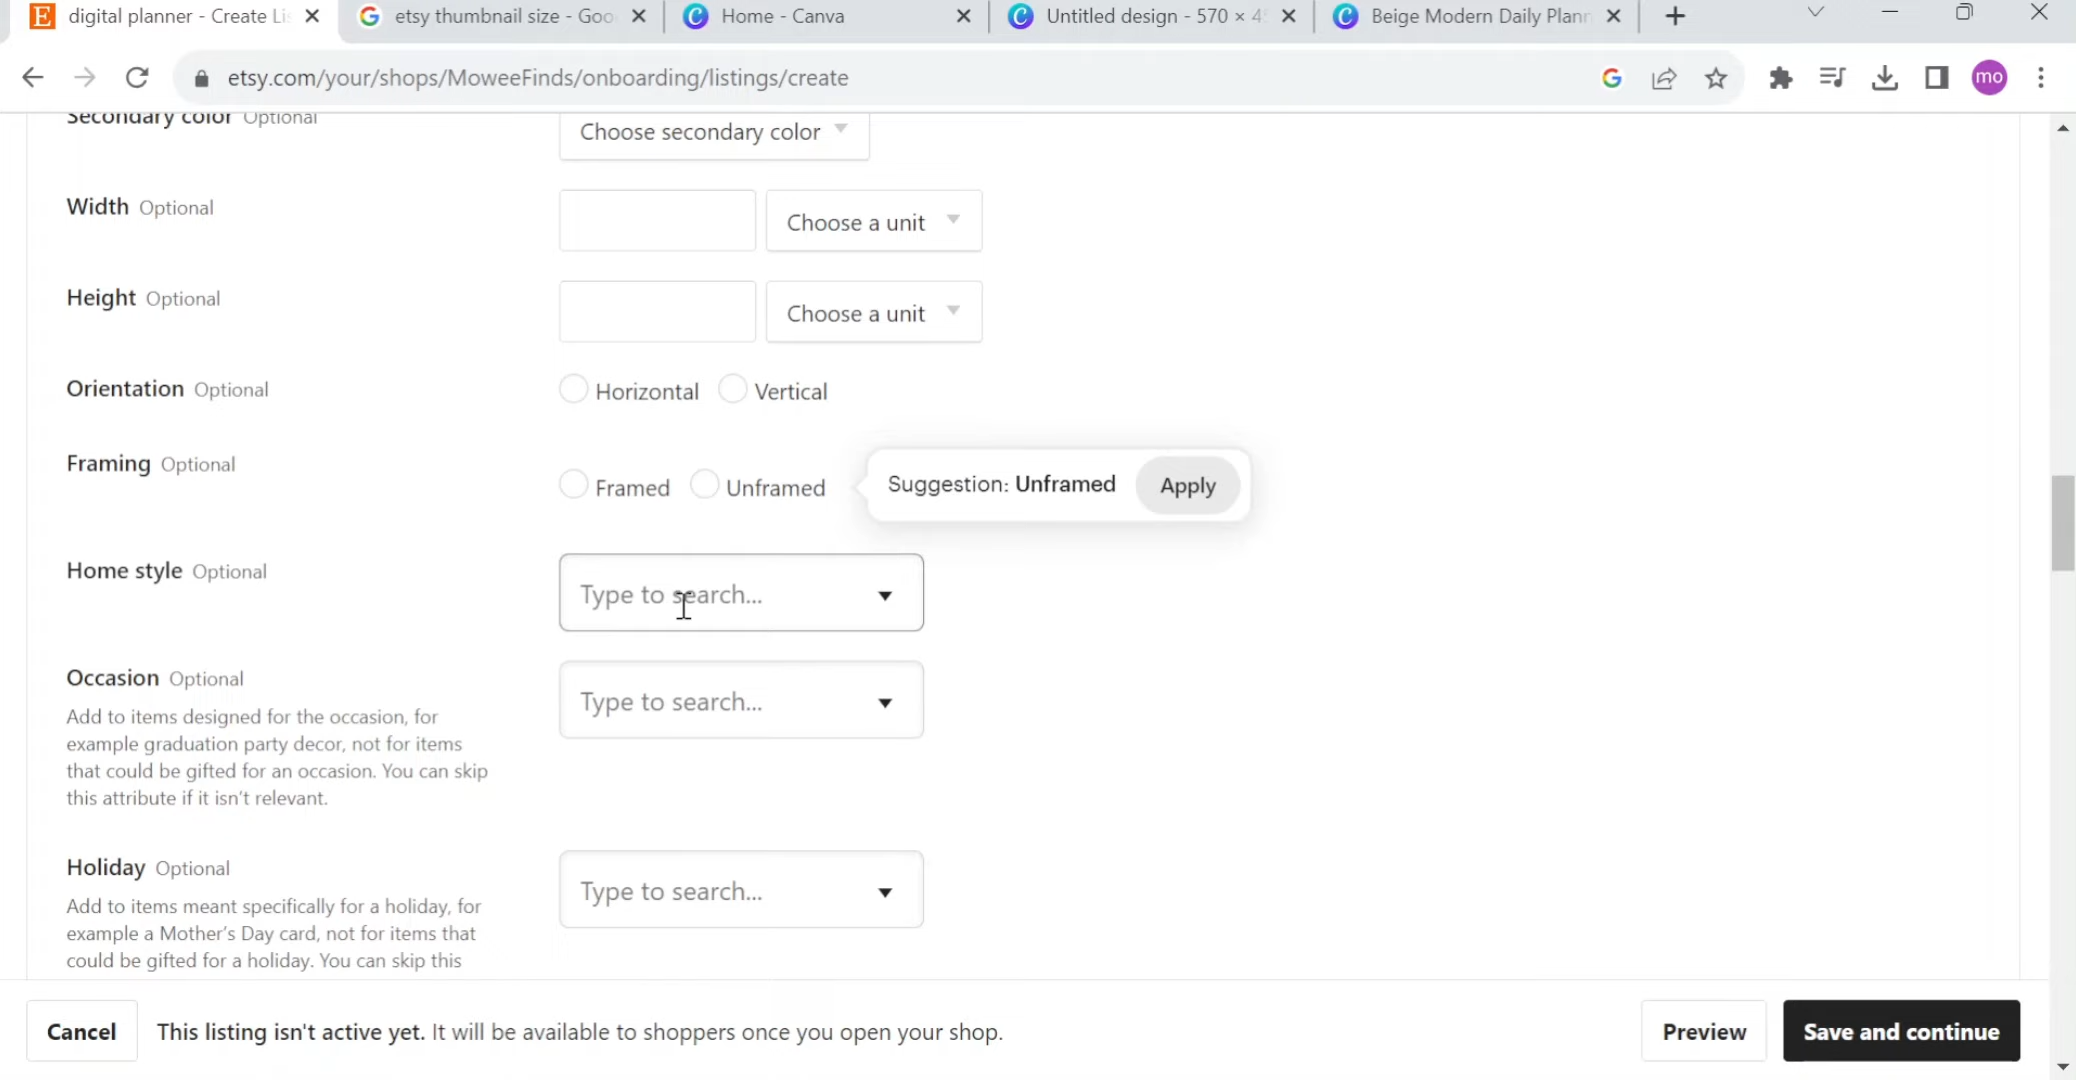 digital planner - Create Li
etsy thumbnail size - Goo
Home - Canva
Untitled design - 570 × 4
Beige Modern Daily Plann
etsy.com/your/shops/MoweeFinds/onboarding/listings/create
mo
Secondary color Optional
Choose secondary color
Width Optional
Choose a unit
Height Optional
Choose a unit
Orientation Optional
Horizontal Vertical
Framing Optional
Framed Unframed
Suggestion: Unframed Apply
Home style Optional
Type to search...
Occasion Optional
Type to search...
Add to items designed for the occasion, for
example graduation party decor, not for items
that could be gifted for an occasion. You can skip
this attribute if it isn't relevant.
Holiday Optional
Type to search...
Add to items meant specifically for a holiday, for
example a Mother's Day card, not for items that
could be gifted for a holiday. You can skip this
Cancel
This listing isn't active yet. It will be available to shoppers once you open your shop.
Preview
Save and continue